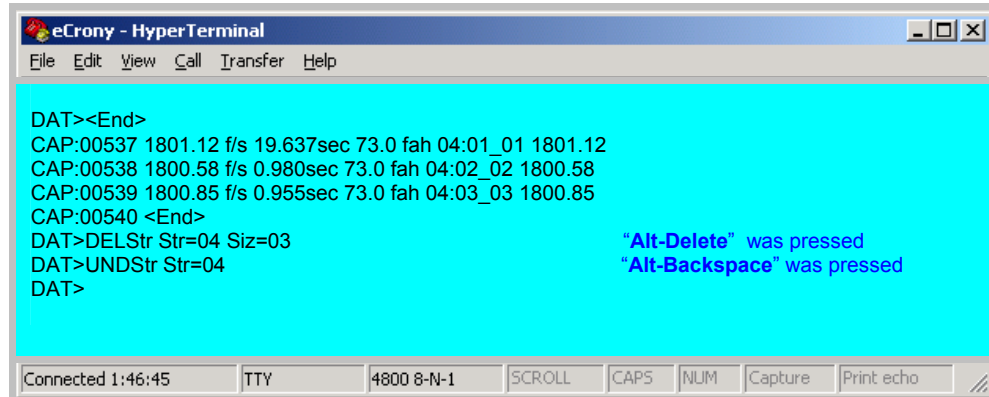 eCrony - HyperTerminal
File Edit View Call Transfer Help
DAT><End>
CAP:00537 1801.12 f/s 19.637sec 73.0 fah 04:01_01 1801.12
CAP:00538 1800.58 f/s 0.980sec 73.0 fah 04:02_02 1800.58
CAP:00539 1800.85 f/s 0.955sec 73.0 fah 04:03_03 1800.85
CAP:00540 <End>
DAT>DELStr Str=04 Siz=03 “Alt-Delete” was pressed
DAT>UNDStr Str=04 “Alt-Backspace” was pressed
DAT>
Connected 1:46:45 TTY 4800 8-N-1 SCROLL CAPS NUM Capture Print echo